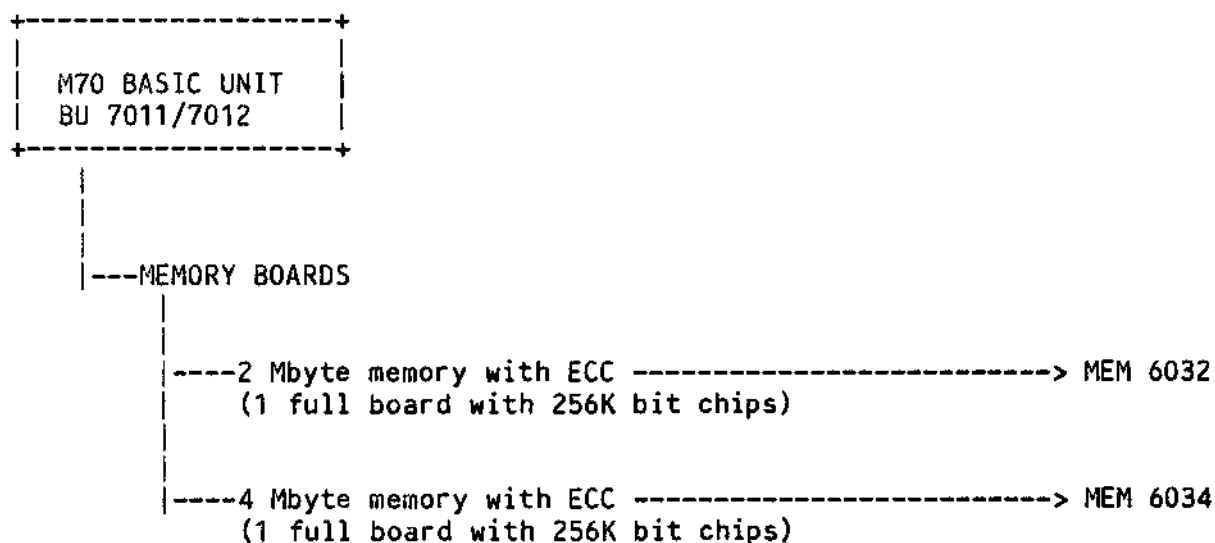 M70 BASIC UNIT
BU 7011/7012
MEMORY BOARDS
2 Mbyte memory with ECC --------------------------> MEM 6032
(1 full board with 256K bit chips)
4 Mbyte memory with ECC --------------------------> MEM 6034
(1 full board with 256K bit chips)